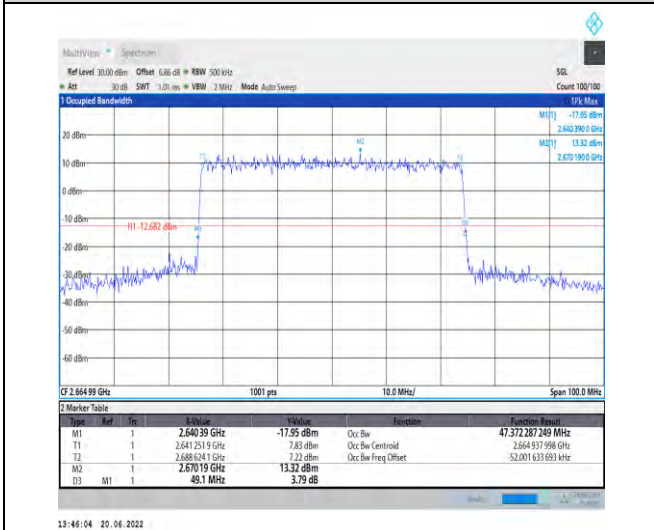 MultiView Spectrum
Ref Level 30.00 dBm Offset 6.86 dB RBW 500 kHz SGL
Att 30 dB SWT 1.01 ms VBW 2 MHz Mode Auto Sweep Count 100/100
1 Occupied Bandwidth 1Pk Max
M1[1] -17.95 dBm
2.640 390 0 GHz
M2[1] 13.32 dBm
2.670 190 0 GHz
20 dBm
M2
10 dBm
0 dBm
-10 dBm
H1 -12.682 dBm
M1
-20 dBm
-30 dBm
-40 dBm
-50 dBm
-60 dBm
CF 2.664 99 GHz 1001 pts 10.0 MHz/ Span 100.0 MHz
2 Marker Table
Type Ref Trc X-Value Y-Value Function Function Result
M1 1 2.640 39 GHz -17.95 dBm Occ Bw 47.372 287 249 MHz
T1 1 2.641 251 9 GHz 7.83 dBm Occ Bw Centroid 2.664 937 998 GHz
T2 1 2.688 624 1 GHz 7.22 dBm Occ Bw Freq Offset -52.001 633 693 kHz
M2 1 2.670 19 GHz 13.32 dBm
D3 M1 1 49.1 MHz 3.79 dB
13:46:04 20.06.2022